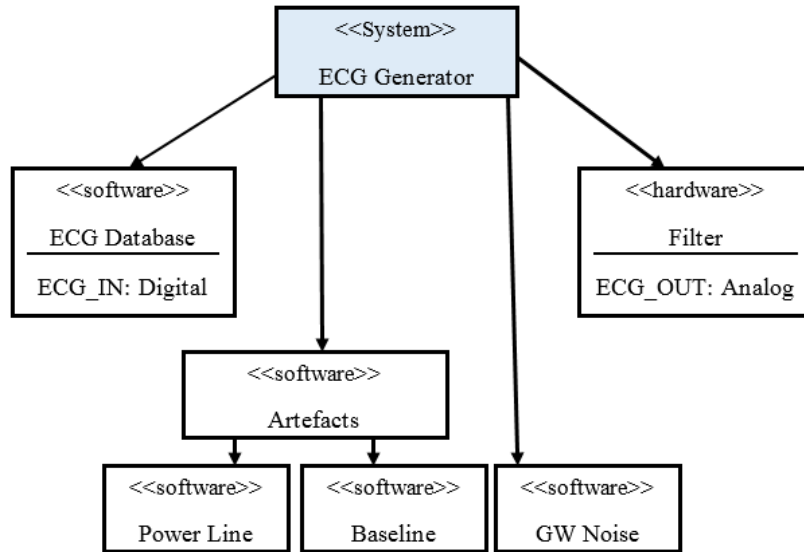 <<System>>
ECG Generator
<<software>>
ECG Database
ECG_IN: Digital
<<hardware>>
Filter
ECG_OUT: Analog
<<software>>
Artefacts
<<software>>
Power Line
<<software>>
Baseline
<<software>>
GW Noise